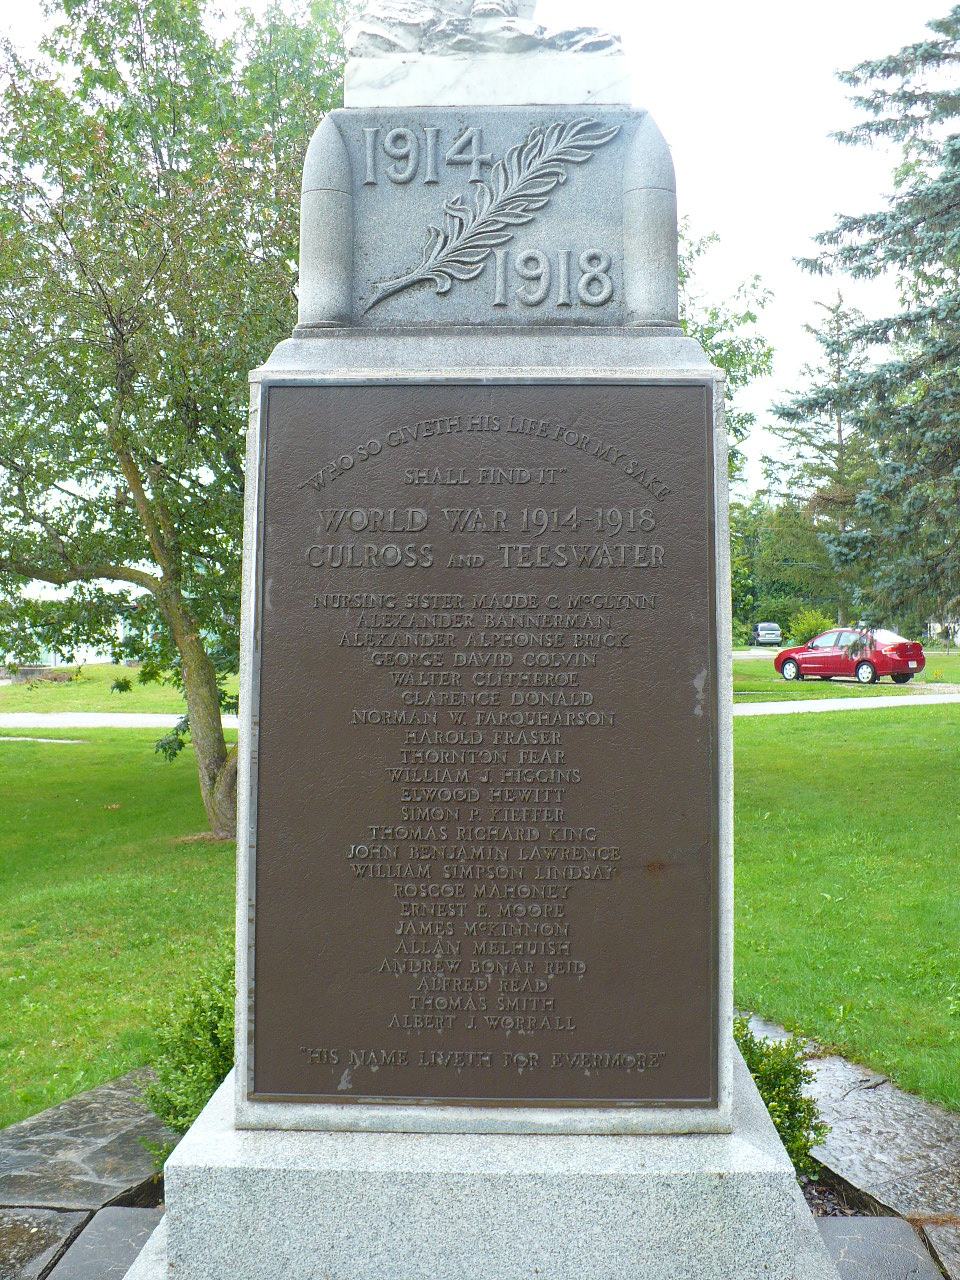 1914
1918
"WHO SO GIVETH HIS LIFE FOR MY SAKE
SHALL FIND IT"
WORLD WAR 1914-1918
CULROSS AND TEESWATER
NURSING SISTER MAUDE C. McGLYNN
ALEXANDER BANNERMAN
ALEXANDER ALPHONSE BRICK
GEORGE DAVID COLVIN
WALTER CLITHEROE
CLARENCE DONALD
NORMAN W. FARQUHARSON
HAROLD FRASER
THORNTON FEAR
WILLIAM J. HIGGINS
ELWOOD HEWITT
SIMON P. KIEFFER
THOMAS RICHARD KING
JOHN BENJAMIN LAWRENCE
WILLIAM SIMPSON LINDSAY
ROSCOE MAHONEY
ERNEST E. MOORE
JAMES McKINNON
ALLAN MELHUISH
ANDREW BONAR REID
ALFRED READ
THOMAS SMITH
ALBERT J. WORRALL
"HIS NAME LIVETH FOR EVERMORE"